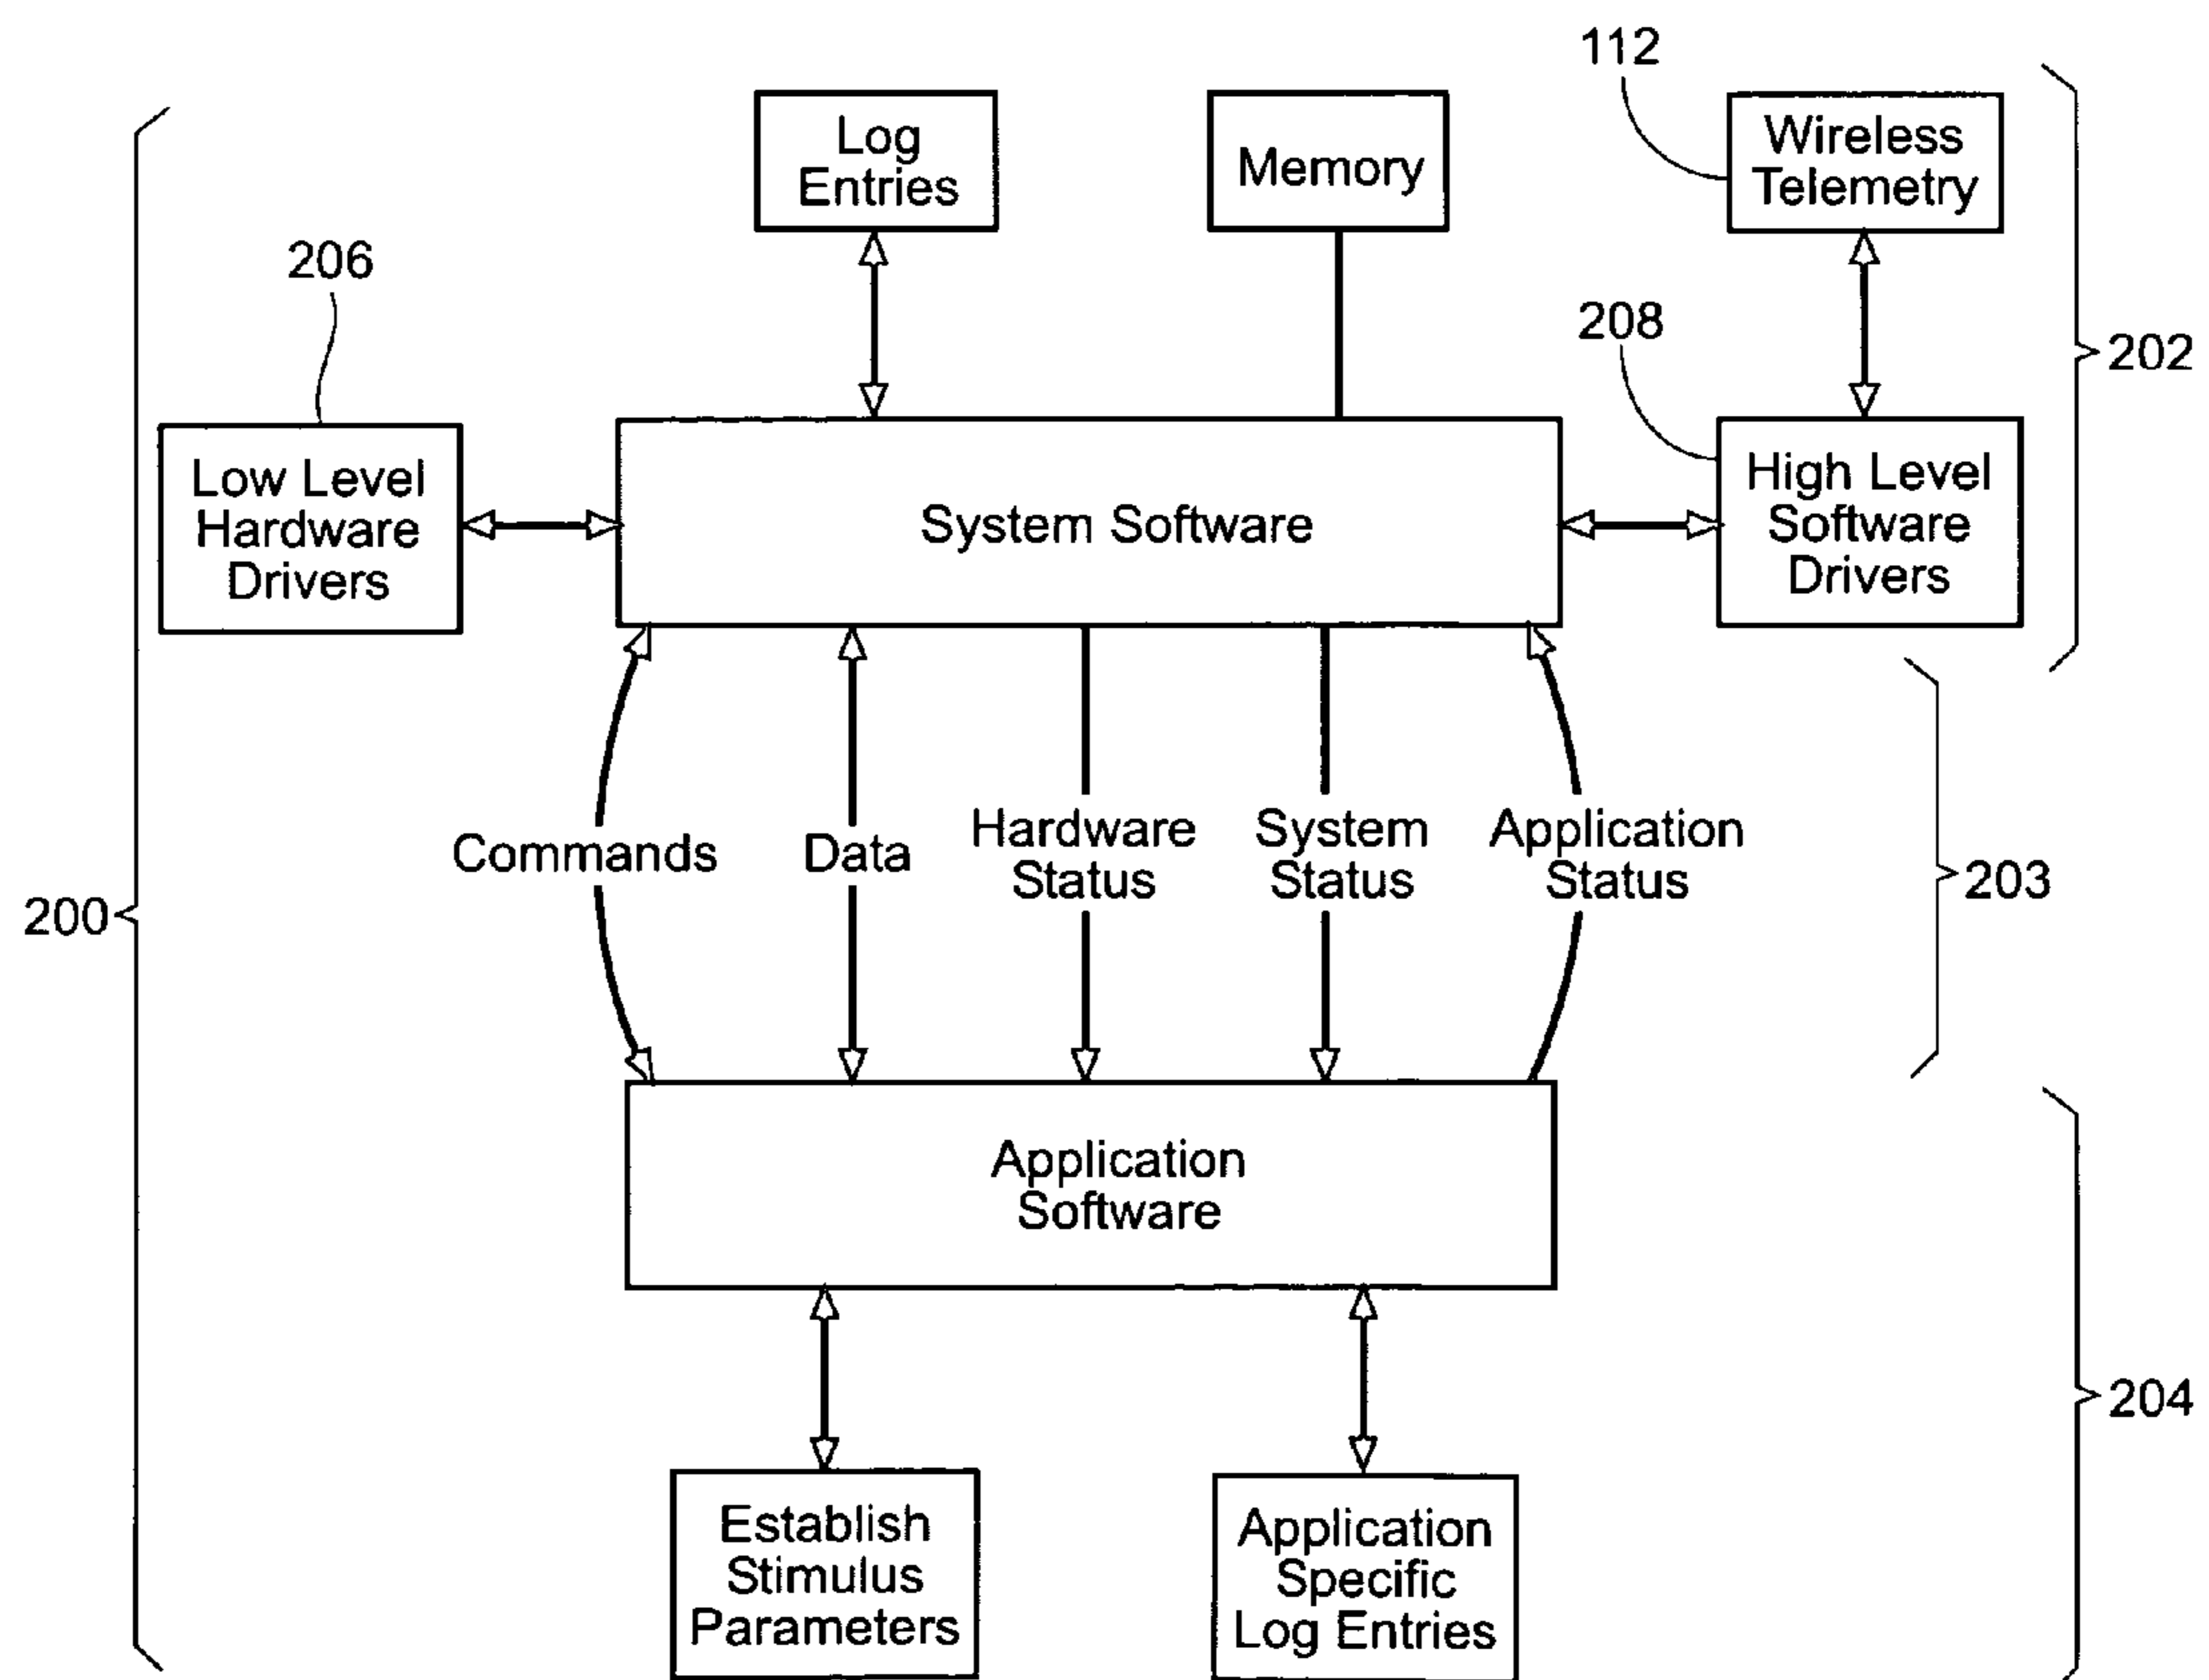 112
Log
Entries
Memory
Wireless
Telemetry
206
208
202
Low Level
Hardware
Drivers
System Software
High Level
Software
Drivers
Commands
Data
Hardware
Status
System
Status
Application
Status
203
200
Application
Software
204
Establish
Stimulus
Parameters
Application
Specific
Log Entries